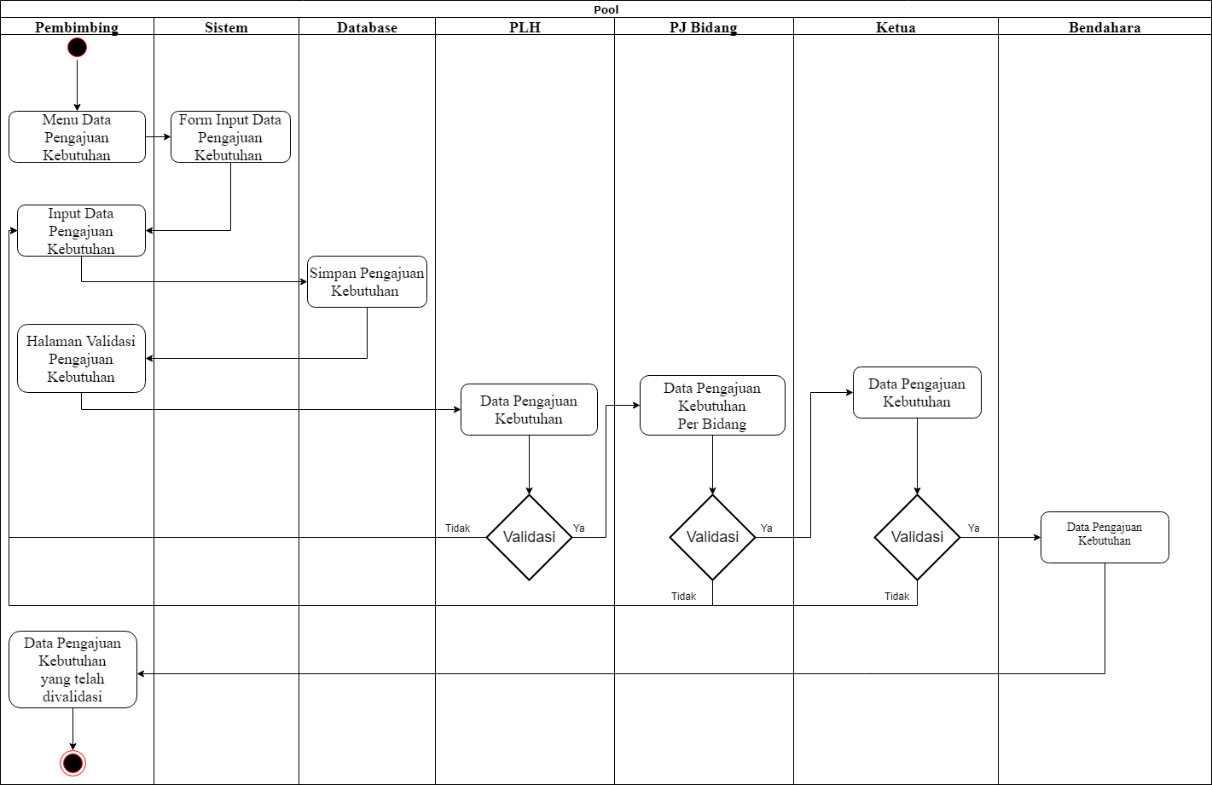 Pool
Pembimbing
Sistem
Database
PLH
PJ Bidang
Ketua
Bendahara
Menu Data
Pengajuan
Kebutuhan
Form Input Data
Pengajuan
Kebutuhan
Input Data
Pengajuan
Kebutuhan
Simpan Pengajuan
Kebutuhan
Halaman Validasi
Pengajuan
Kebutuhan
Data Pengajuan
Kebutuhan
Data Pengajuan
Kebutuhan
Per Bidang
Data Pengajuan
Kebutuhan
Tidak
Validasi
Ya
Validasi
Ya
Validasi
Ya
Data Pengajuan
Kebutuhan
Tidak
Tidak
Data Pengajuan
Kebutuhan
yang telah
divalidasi